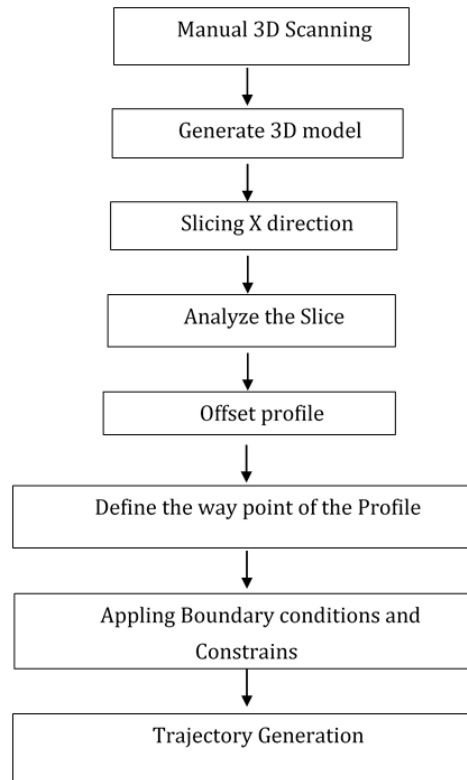 Manual 3D Scanning
Generate 3D model
Slicing X direction
Analyze the Slice
Offset profile
Define the way point of the Profile
Appling Boundary conditions and
Constrains
Trajectory Generation